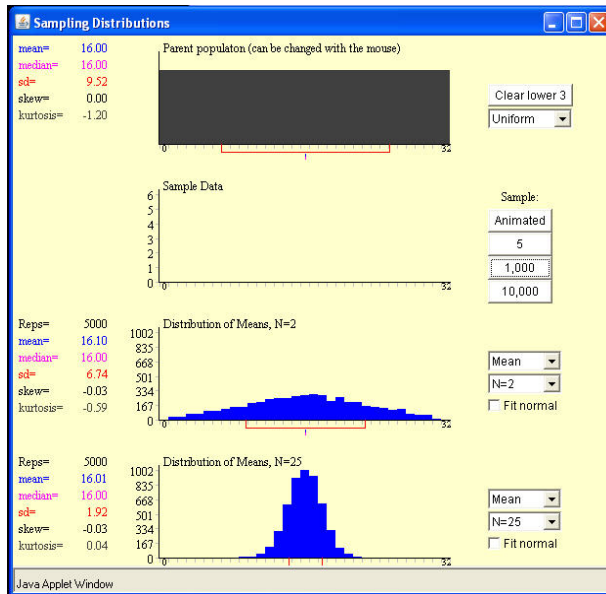 Sampling Distributions
mean= 16.00
median= 16.00
sd= 9.52
skew= 0.00
kurtosis= -1.20
Parent populaton (can be changed with the mouse)
0 32
Clear lower 3
Uniform
Sample Data
6
5
4
3
2
1
0
0 32
Sample:
Animated
5
1,000
10,000
Reps= 5000
mean= 16.10
median= 16.00
sd= 6.74
skew= -0.03
kurtosis= -0.59
Distribution of Means, N=2
1002
835
668
501
334
167
0
0 32
Mean
N=2
Fit normal
Reps= 5000
mean= 16.01
median= 16.00
sd= 1.92
skew= -0.03
kurtosis= 0.04
Distribution of Means, N=25
1002
835
668
501
334
167
0
0 32
Mean
N=25
Fit normal
Java Applet Window